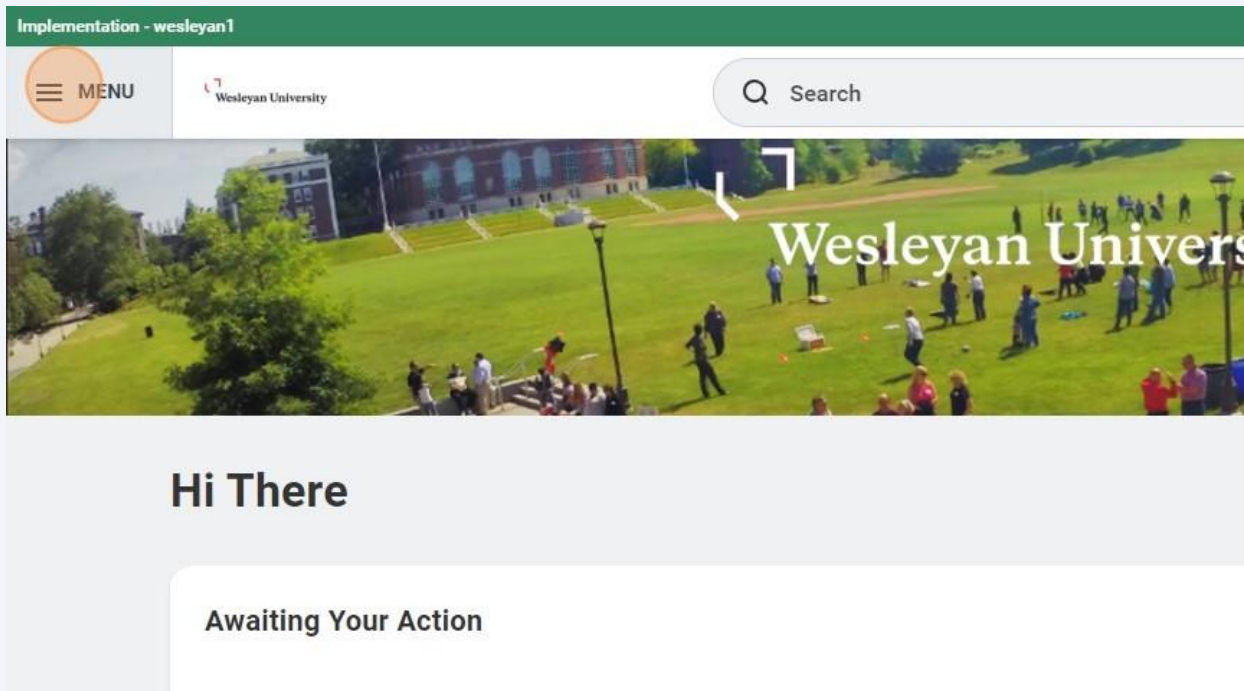 Implementation - wesleyan1
MENU
Wesleyan University
Search
Wesleyan Univers
Hi There
Awaiting Your Action